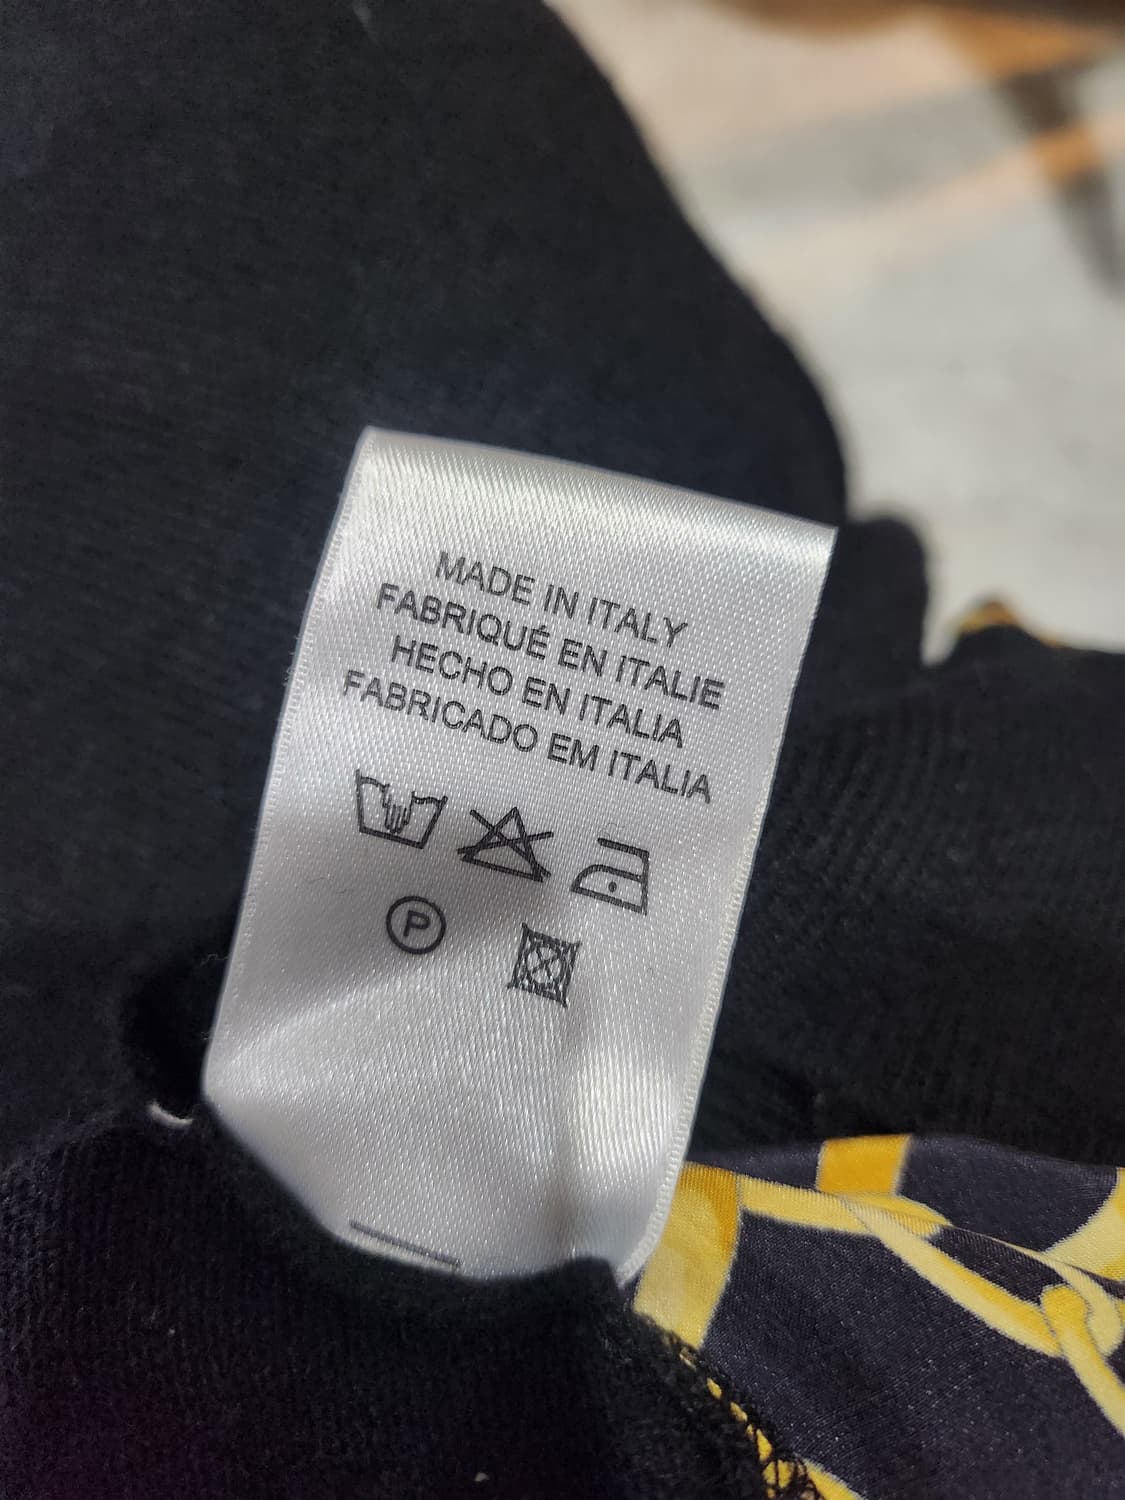 MADE IN ITALY
FABRIQUÉ EN ITALIE
HECHO EN ITALIA
FABRICADO EM ITALIA
P